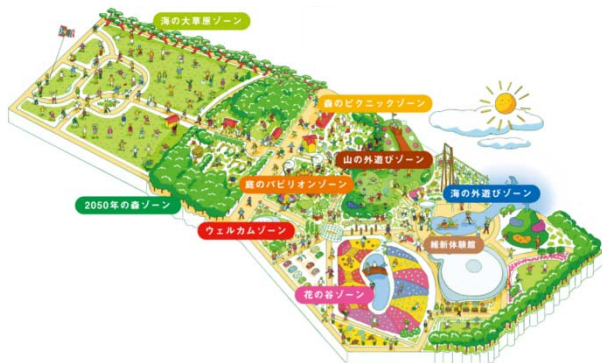 海の大草原ゾーン
森のピクニックゾーン
山の外遊びゾーン
庭のパビリオンゾーン
海の外遊びゾーン
2050年の森ゾーン
ウェルカムゾーン
維新体験館
花の谷ゾーン